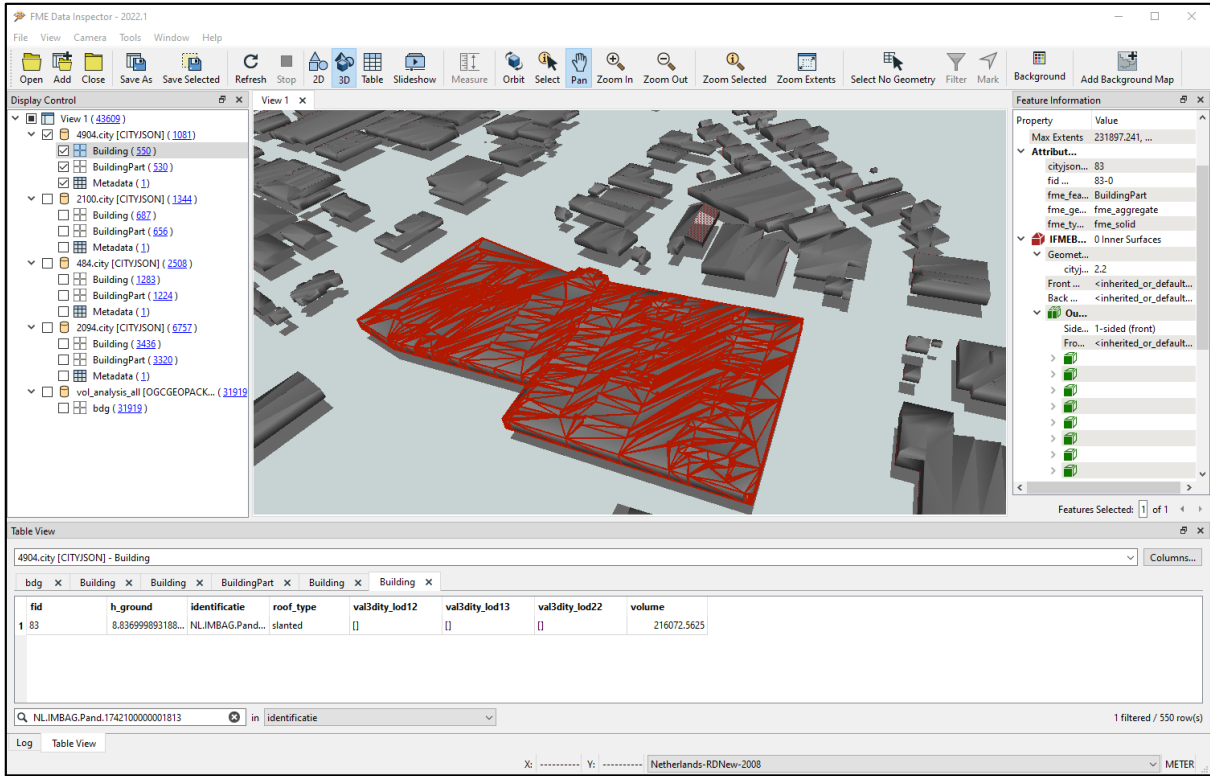 FME Data Inspector - 2022.1
File View Camera Tools Window Help
Open Add Close Save As Save Selected Refresh Stop 2D 3D Table Slideshow Measure Orbit Select Pan Zoom In Zoom Out Zoom Selected Zoom Extents Select No Geometry Filter Mark Background Add Background Map
Display Control
View 1 (43609)
4904.city [CITYJSON] (1081)
Building (550)
BuildingPart (530)
Metadata (1)
2100.city [CITYJSON] (1344)
Building (687)
BuildingPart (656)
Metadata (1)
484.city [CITYJSON] (2508)
Building (1283)
BuildingPart (1224)
Metadata (1)
2094.city [CITYJSON] (6757)
Building (3436)
BuildingPart (3320)
Metadata (1)
vol_analysis_all [OGCGEOPACK... (31919
bdg (31919)
View 1
Feature Information
Property Value
Max Extents 231897.241, ...
Attribut...
cityjson... 83
fid ... 83-0
fme_fea... BuildingPart
fme_ge... fme_aggregate
fme_ty... fme_solid
IFMEB... 0 Inner Surfaces
Geomet...
cityj... 2.2
Front ... <inherited_or_default...
Back ... <inherited_or_default...
Ou...
Side... 1-sided (front)
Fro... <inherited_or_default...
Features Selected: 1 of 1
Table View
4904.city [CITYJSON] - Building
Columns...
bdg Building Building BuildingPart Building Building
fid h_ground identificatie roof_type val3dity_lod12 val3dity_lod13 val3dity_lod22 volume
1 83 8.836999893188... NL.IMBAG.Pand... slanted [] [] [] 216072.5625
NL.IMBAG.Pand.1742100000001813 in identificatie 1 filtered / 550 row(s)
Log Table View
X: ---------- Y: ---------- Netherlands-RDNew-2008 METER